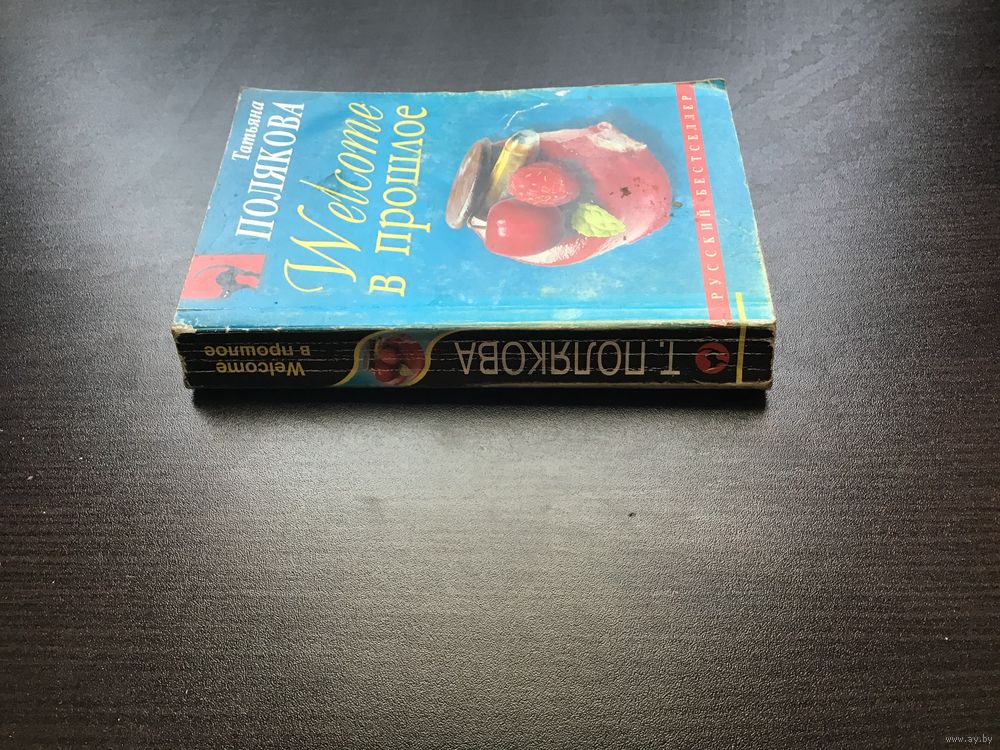 Татьяна
ПОЛЯКОВА
Welcome
в прошлое
РУССКИЙ БЕСТСЕЛЛЕР
Т. ПОЛЯКОВА
Welcome
в прошлое
www.ay.by